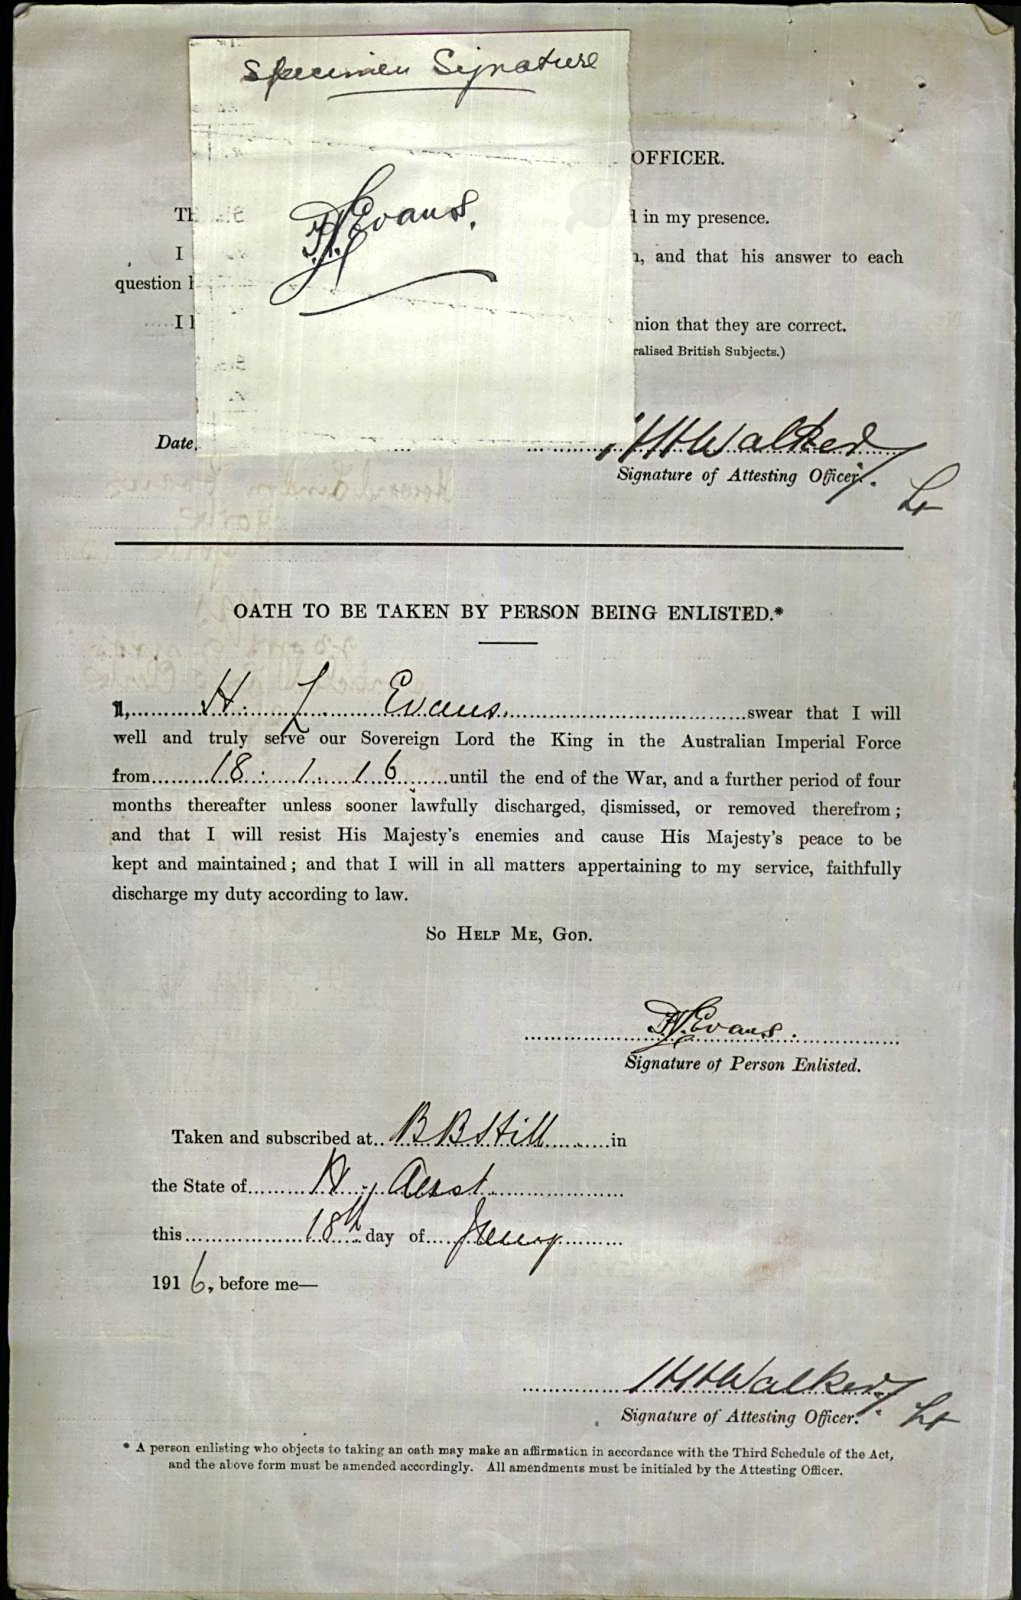 Specimen Signature
OFFICER.
H.L. Evans.
in my presence.
I , and that his answer to each
question
I nion that they are correct.
ralised British Subjects.)
Date, HH Walker
Signature of Attesting Officer.
Lt
OATH TO BE TAKEN BY PERSON BEING ENLISTED.*
I, H. L. Evans. swear that I will
well and truly serve our Sovereign Lord the King in the Australian Imperial Force
from 18. 1. 16 until the end of the War, and a further period of four
months thereafter unless sooner lawfully discharged, dismissed, or removed therefrom;
and that I will resist His Majesty's enemies and cause His Majesty's peace to be
kept and maintained; and that I will in all matters appertaining to my service, faithfully
discharge my duty according to law.
So Help Me, God.
H.L. Evans.
Signature of Person Enlisted.
Taken and subscribed at B B Hill in
the State of W. Aust
this 18th day of
1916, before me—
HH Walker
Signature of Attesting Officer. Lt
* A person enlisting who objects to taking an oath may make an affirmation in accordance with the Third Schedule of the Act,
and the above form must be amended accordingly. All amendments must be initialed by the Attesting Officer.